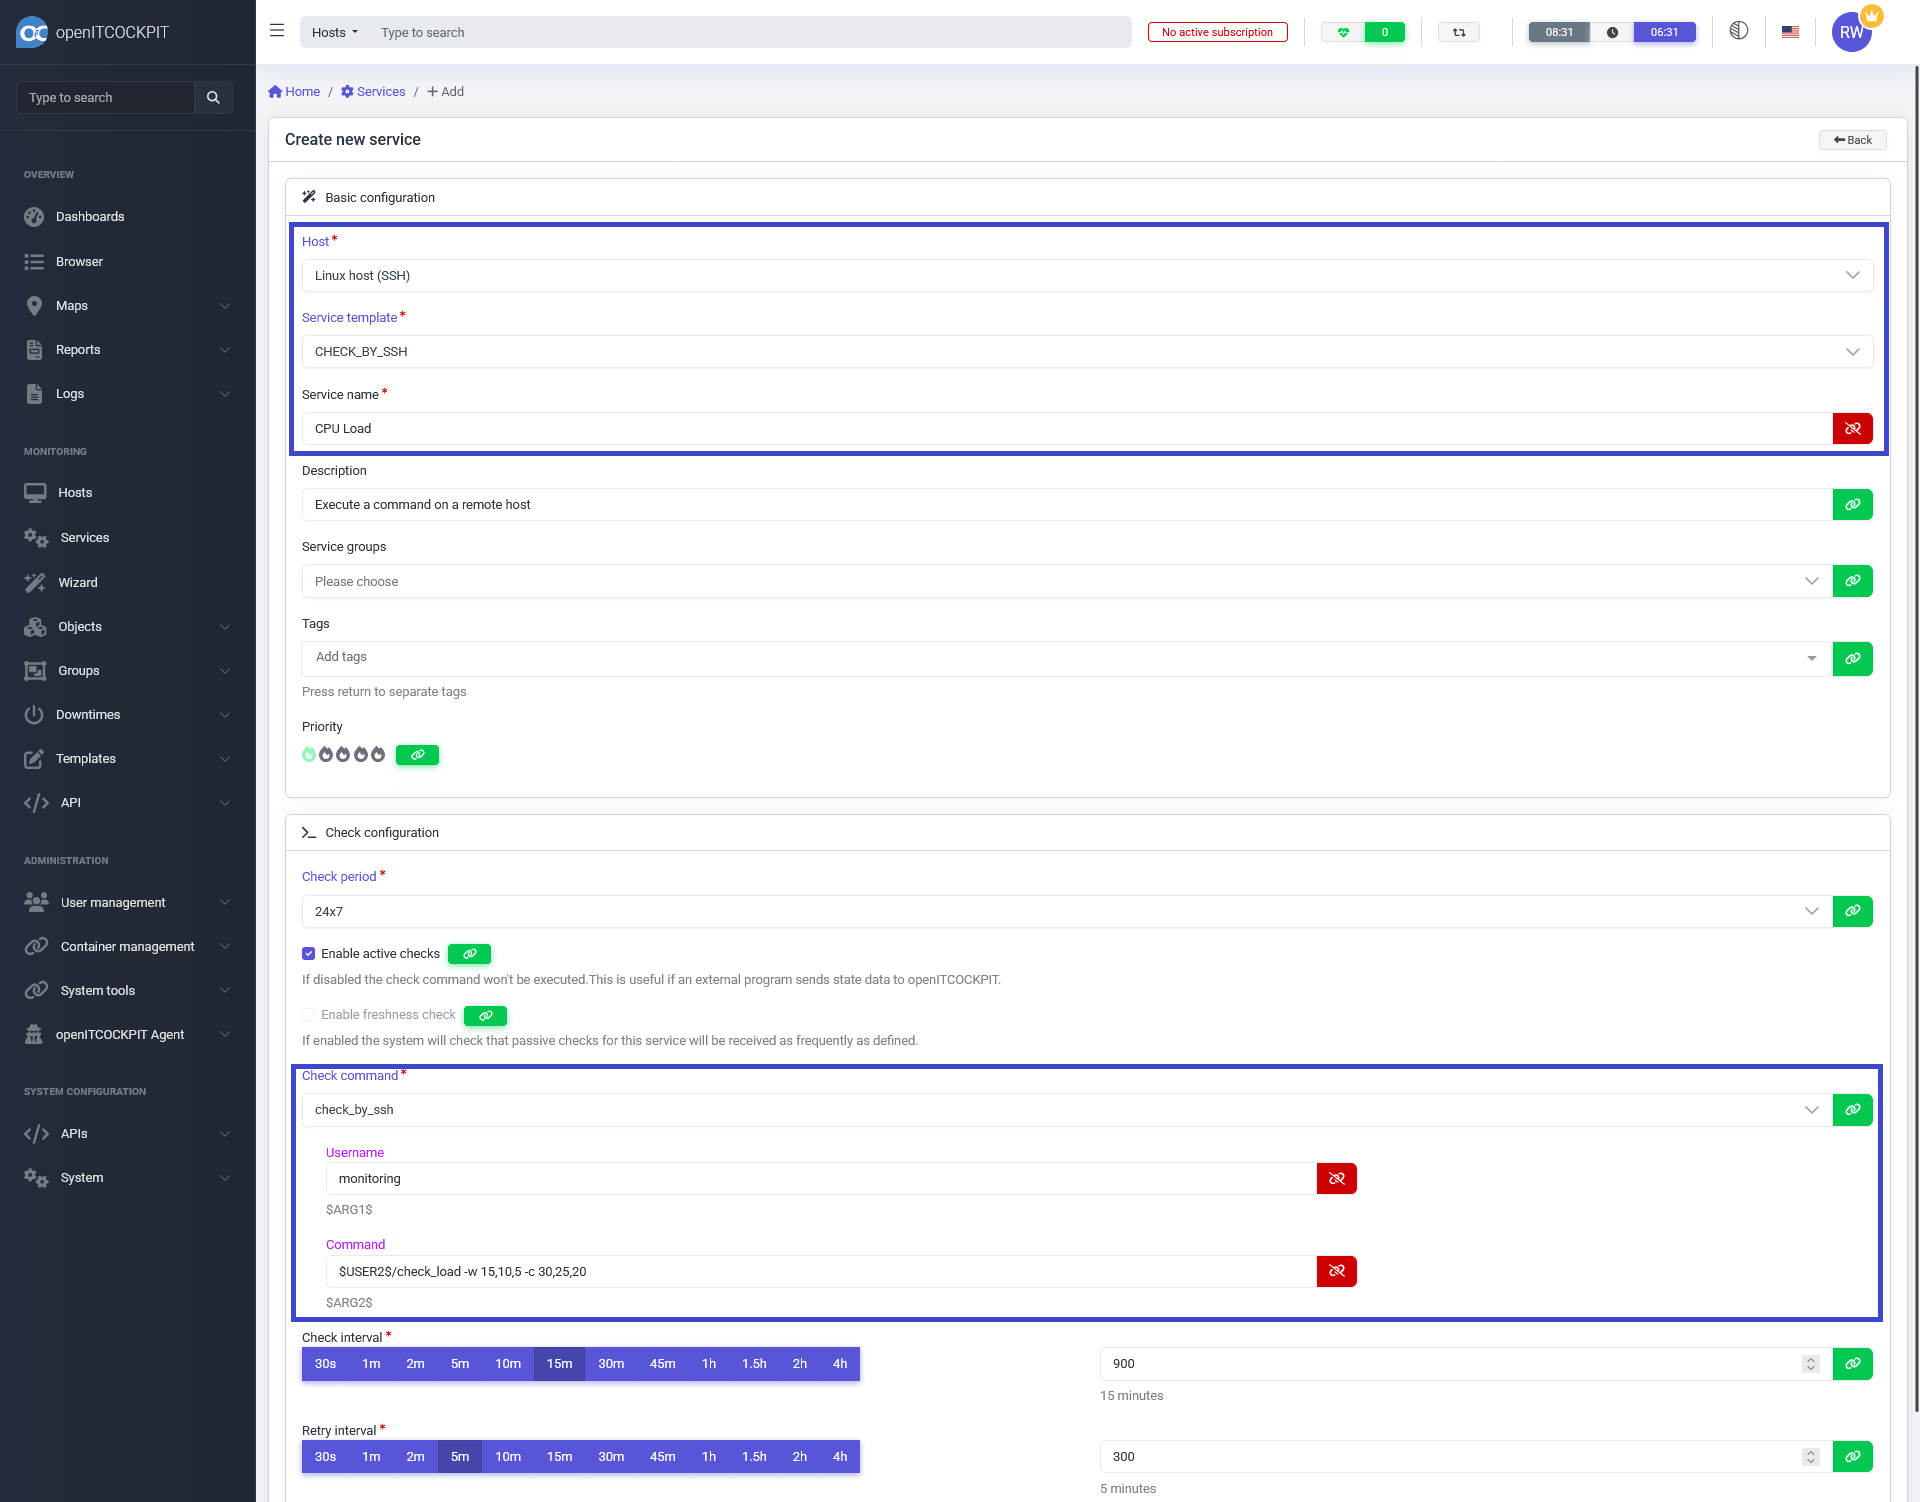 openITCOCKPIT
Hosts
Type to search
No active subscription
0
08:31
06:31
RW
Type to search
OVERVIEW
Dashboards
Browser
Maps
Reports
Logs
MONITORING
Hosts
Services
Wizard
Objects
Groups
Downtimes
Templates
API
ADMINISTRATION
User management
Container management
System tools
openITCOCKPIT Agent
SYSTEM CONFIGURATION
APIs
System
Home / Services / Add
Create new service
Back
Basic configuration
Host *
Linux host (SSH)
Service template *
CHECK_BY_SSH
Service name *
CPU Load
Description
Execute a command on a remote host
Service groups
Please choose
Tags
Add tags
Press return to separate tags
Priority
Check configuration
Check period *
24x7
Enable active checks
If disabled the check command won't be executed.This is useful if an external program sends state data to openITCOCKPIT.
Enable freshness check
If enabled the system will check that passive checks for this service will be received as frequently as defined.
Check command *
check_by_ssh
Username
monitoring
$ARG1$
Command
$USER2$/check_load -w 15,10,5 -c 30,25,20
$ARG2$
Check interval *
30s 1m 2m 5m 10m 15m 30m 45m 1h 1.5h 2h 4h
900
15 minutes
Retry interval *
30s 1m 2m 5m 10m 15m 30m 45m 1h 1.5h 2h 4h
300
5 minutes